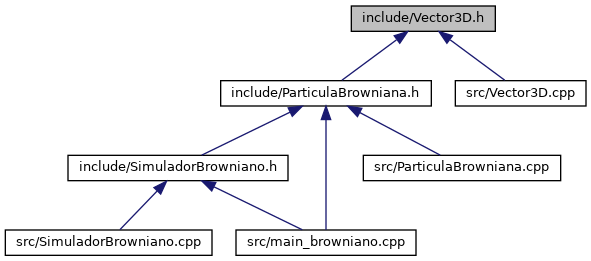 include/Vector3D.h
include/ParticulaBrowniana.h
src/Vector3D.cpp
include/SimuladorBrowniano.h
src/ParticulaBrowniana.cpp
src/SimuladorBrowniano.cpp
src/main_browniano.cpp